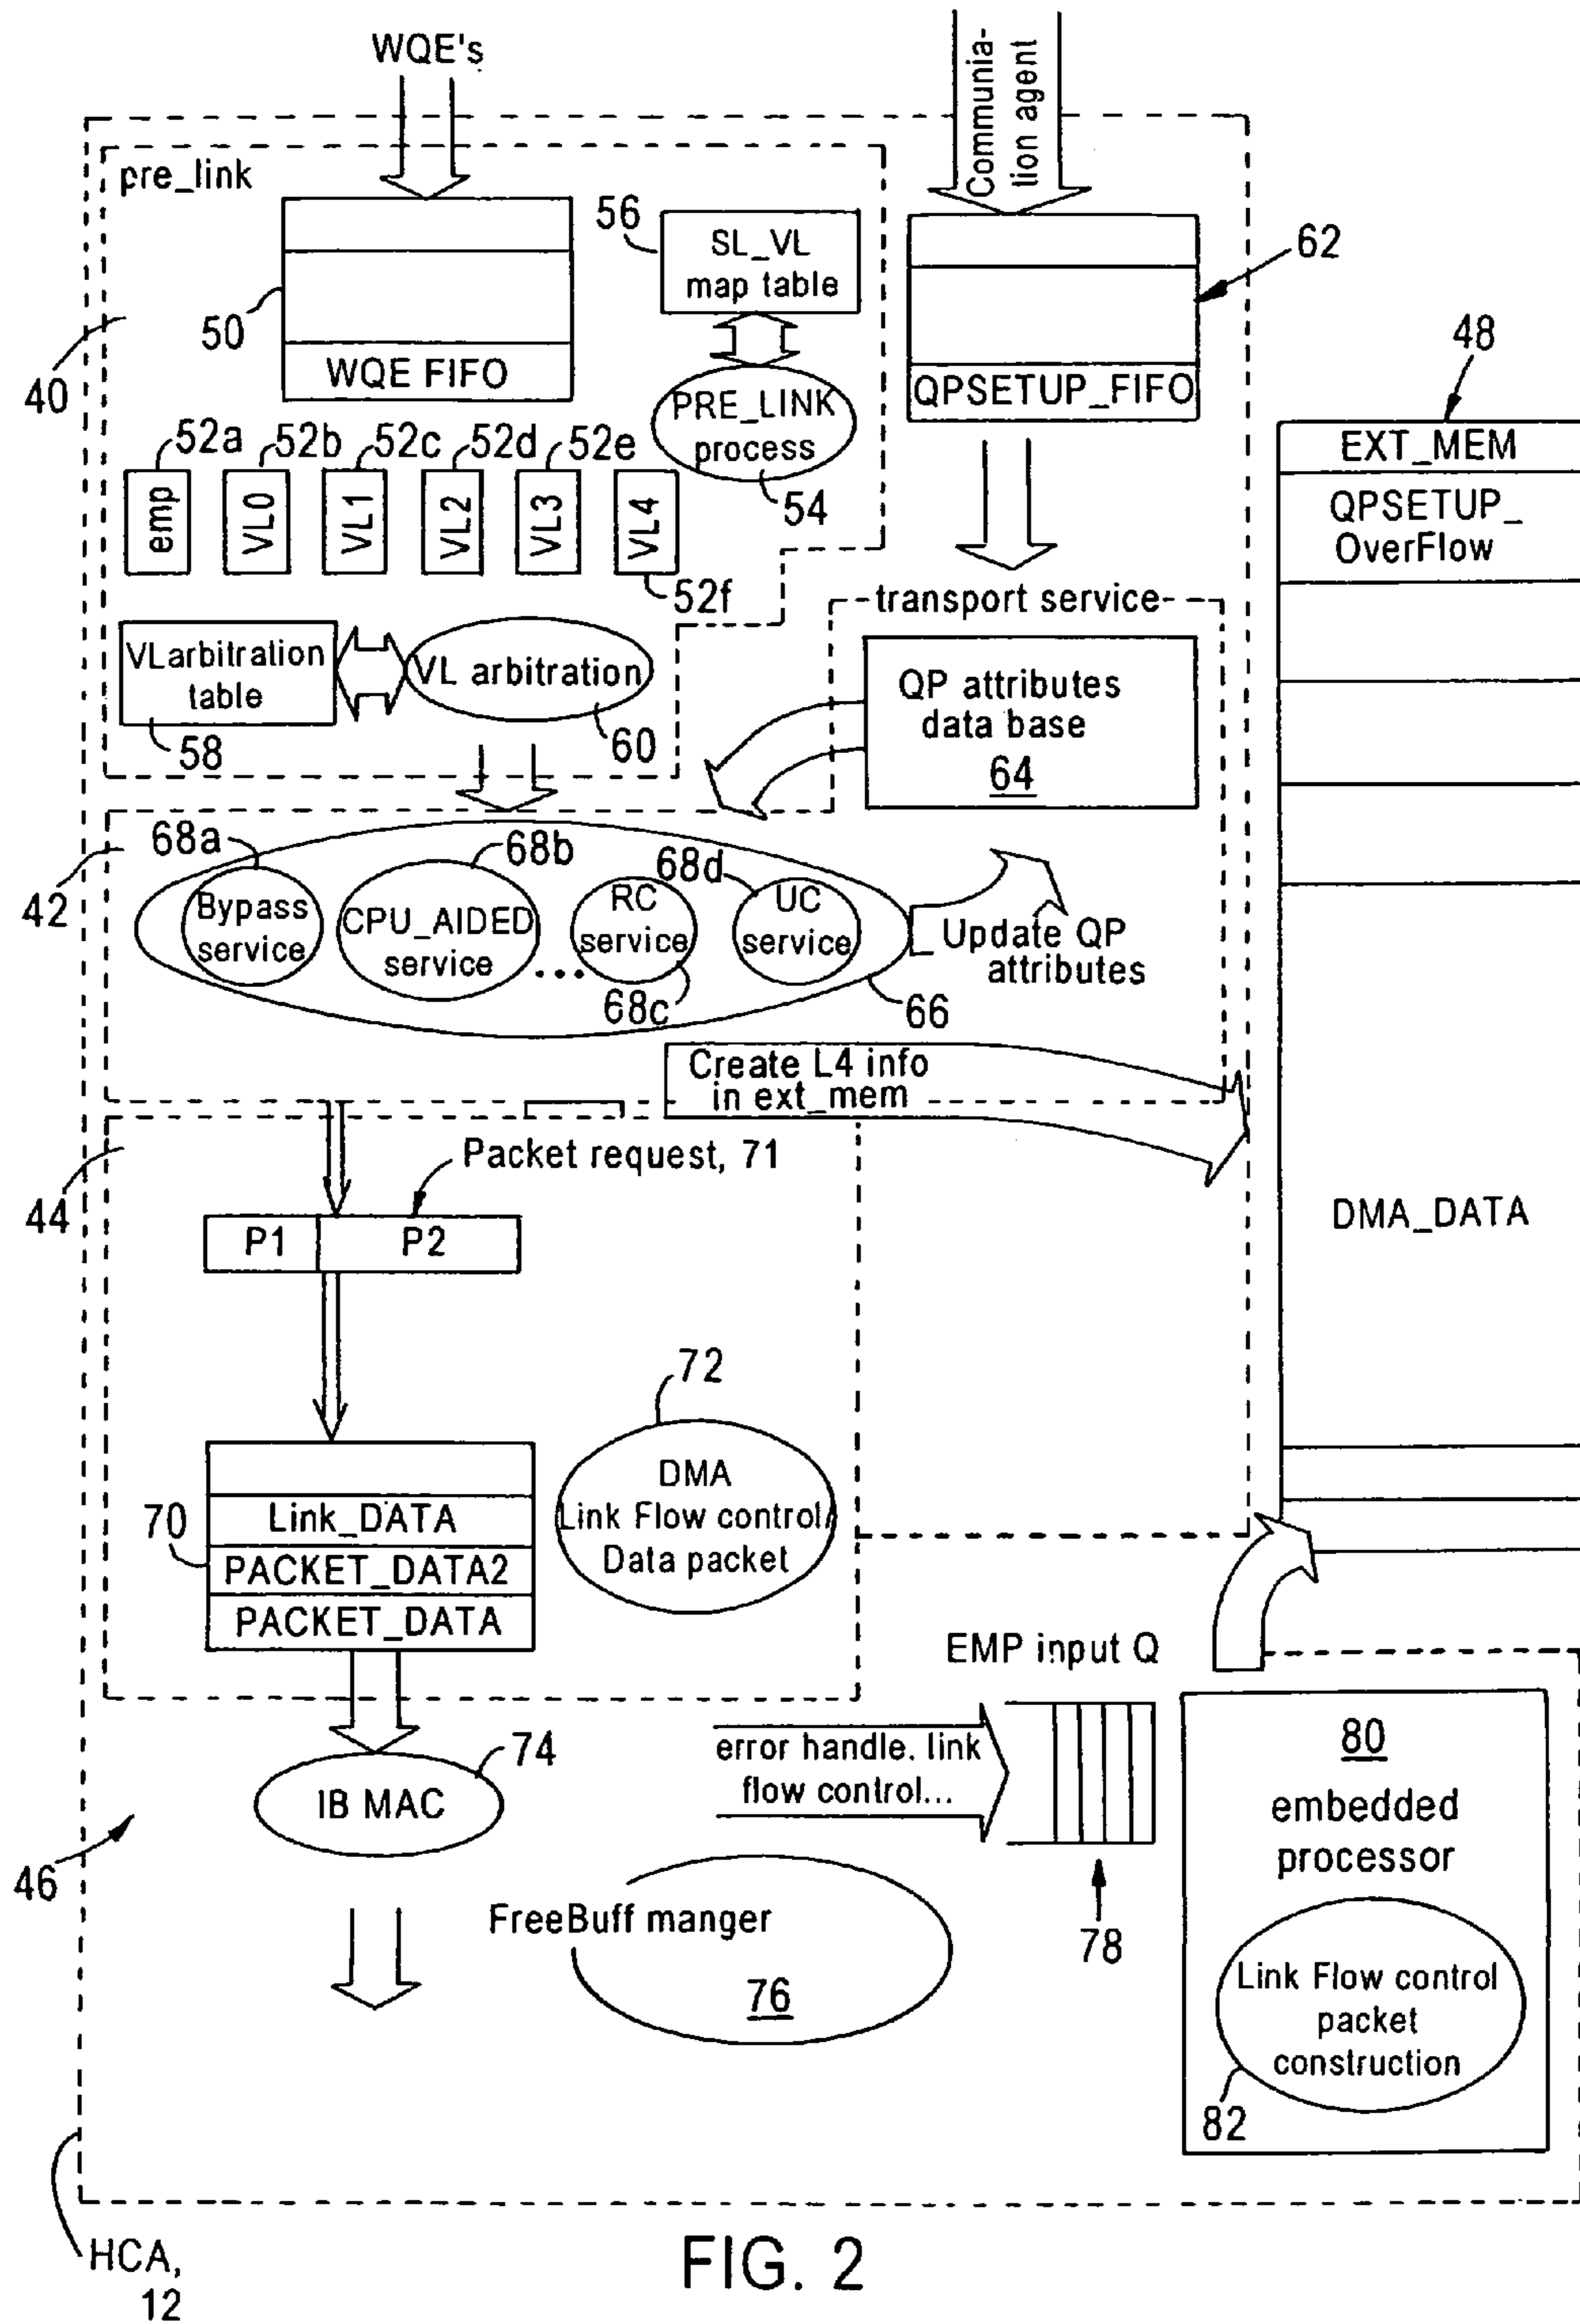 WQE's
Communia-
tion agent
pre_link
56
SL_VL
map table
62
50
WQE FIFO
PRE_LINK
process
54
QPSETUP_FIFO
40
48
EXT_MEM
QPSETUP_
OverFlow
52a
52b
52c
52d
52e
emp
VL0
VL1
VL2
VL3
VL4
52f
transport service
VLarbitration
table
58
VL arbitration
60
QP attributes
data base
64
42
68a
68b
68d
Bypass
service
CPU_AIDED
service
...
RC
service
68c
UC
service
66
Update QP
attributes
Create L4 info
in ext_mem
44
Packet request, 71
P1
P2
DMA_DATA
72
DMA
Link Flow control/
Data packet
70
Link_DATA
PACKET_DATA2
PACKET_DATA
EMP input Q
74
IB MAC
error handle. link
flow control...
78
80
embedded
processor
46
FreeBuff manger
76
Link Flow control
packet
construction
82
HCA,
12
FIG. 2